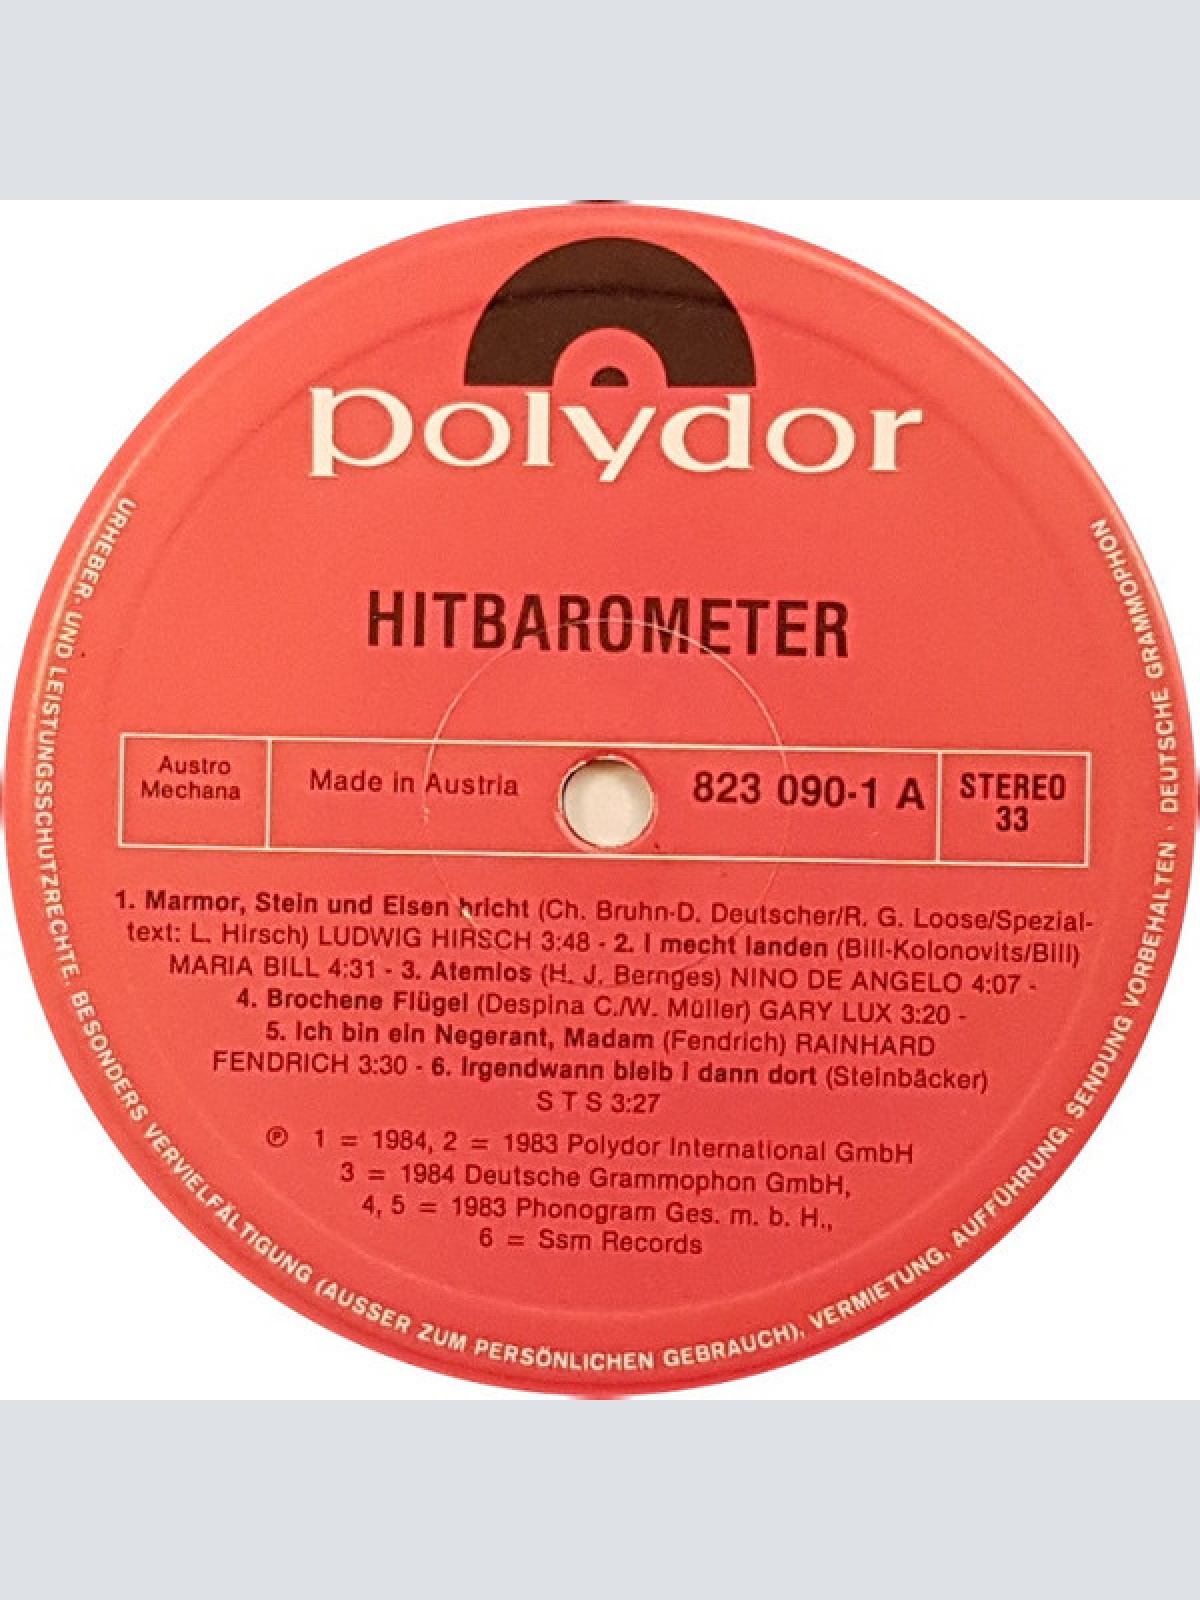 polydor
HITBAROMETER
Austro
Mechana
Made in Austria
823 090-1 A
STEREO
33
1. Marmor, Stein und Eisen bricht (Ch. Bruhn-D. Deutscher/R. G. Loose/Spezial-
text: L. Hirsch) LUDWIG HIRSCH 3:48 - 2. I mecht landen (Bill-Kolonovits/Bill)
MARIA BILL 4:31 - 3. Atemlos (H. J. Bernges) NINO DE ANGELO 4:07 -
4. Brochene Flügel (Despina C./W. Müller) GARY LUX 3:20 -
5. Ich bin ein Negerant, Madam (Fendrich) RAINHARD
FENDRICH 3:30 - 6. Irgendwann bleib i dann dort (Steinbäcker)
S T S 3:27
℗ 1 = 1984, 2 = 1983 Polydor International GmbH
3 = 1984 Deutsche Grammophon GmbH,
4, 5 = 1983 Phonogram Ges. m. b. H.,
6 = Ssm Records
URHEBER- UND LEISTUNGSSCHUTZRECHTE, BESONDERS VERVIELFÄLTIGUNG (AUSSER ZUM PERSÖNLICHEN GEBRAUCH), VERMIETUNG, AUFFÜHRUNG, SENDUNG VORBEHALTEN · DEUTSCHE GRAMMOPHON